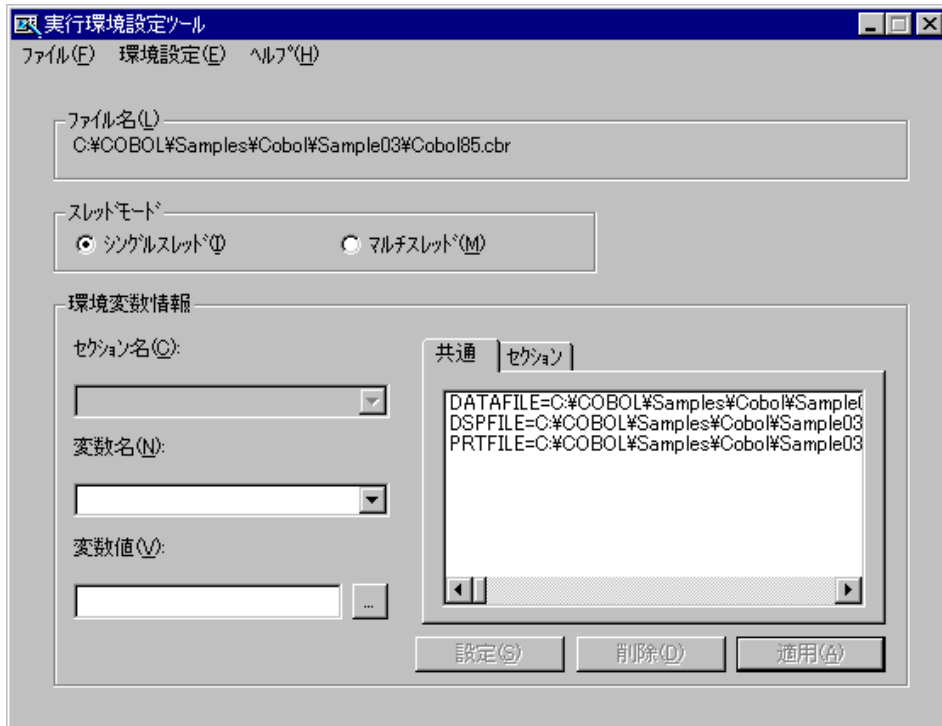 実行環境設定ツール
ファイル(F) 環境設定(E) ヘルプ(H)
ファイル名(L)
C:¥COBOL¥Samples¥Cobol¥Sample03¥Cobol85.cbr
スレッドモード
シングルスレッド(I) マルチスレッド(M)
環境変数情報
セクション名(C):
共通 セクション
DATAFILE=C:¥COBOL¥Samples¥Cobol¥Sample0
DSPFILE=C:¥COBOL¥Samples¥Cobol¥Sample03
PRTFILE=C:¥COBOL¥Samples¥Cobol¥Sample03
変数名(N):
変数値(V):
...
設定(S) 削除(D) 適用(A)